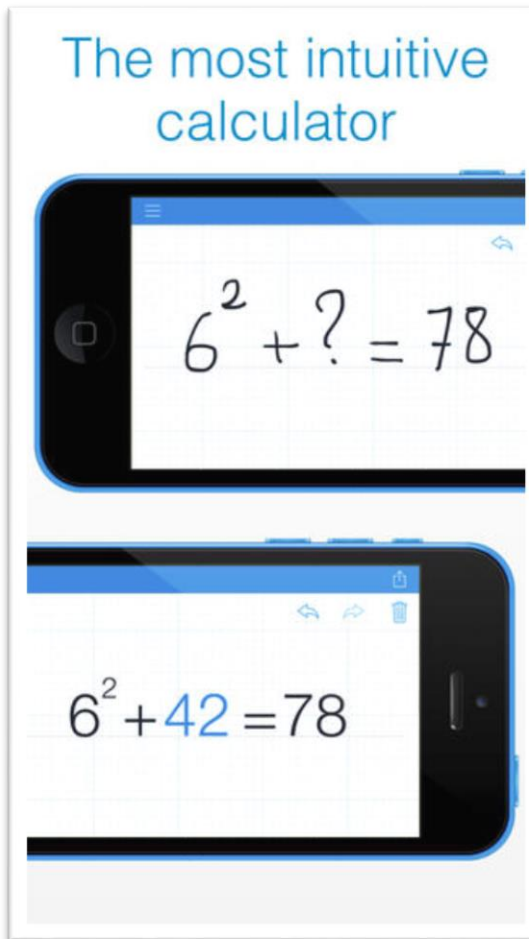 The most intuitive
calculator
6² + ? = 78
6² + 42 = 78